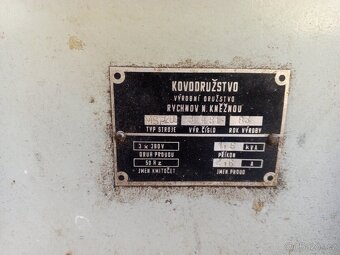 KOVODRUŽSTVO
VÝROBNÍ DRUŽSTVO
RYCHNOV N. KNĚŽNOU
TYP STROJE VÝR. ČÍSLO ROK VÝROBY
3 x 380V kVA
DRUH PROUDU PŘÍKON
50 Hz A
JMEN KMITOČET JMEN PROUD